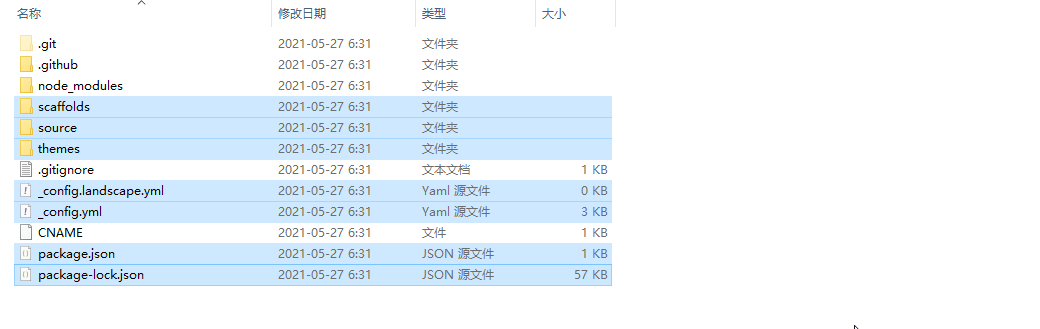 名称 修改日期 类型 大小
.git 2021-05-27 6:31 文件夹
.github 2021-05-27 6:31 文件夹
node_modules 2021-05-27 6:31 文件夹
scaffolds 2021-05-27 6:31 文件夹
source 2021-05-27 6:31 文件夹
themes 2021-05-27 6:31 文件夹
.gitignore 2021-05-27 6:31 文本文档 1 KB
_config.landscape.yml 2021-05-27 6:31 Yaml 源文件 0 KB
_config.yml 2021-05-27 6:31 Yaml 源文件 3 KB
CNAME 2021-05-27 6:31 文件 1 KB
package.json 2021-05-27 6:31 JSON 源文件 1 KB
package-lock.json 2021-05-27 6:31 JSON 源文件 57 KB